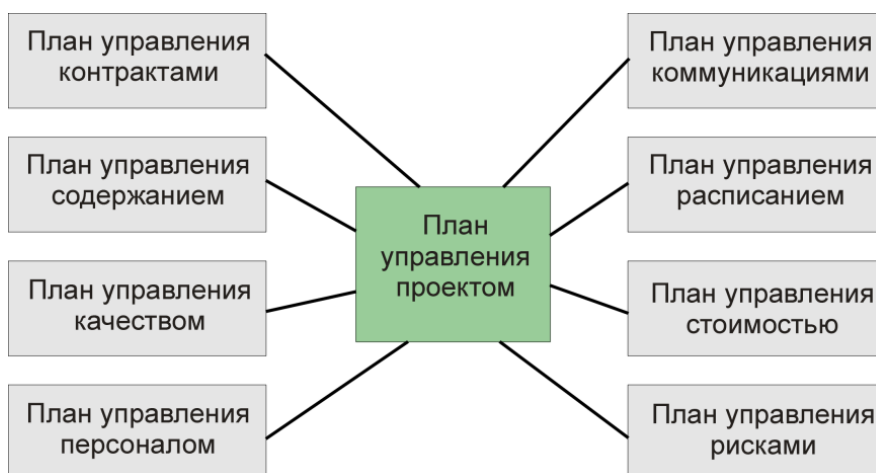 План управления
контрактами
План управления
коммуникациями
План управления
содержанием
План управления
расписанием
План
управления
проектом
План управления
качеством
План управления
стоимостью
План управления
персоналом
План управления
рисками